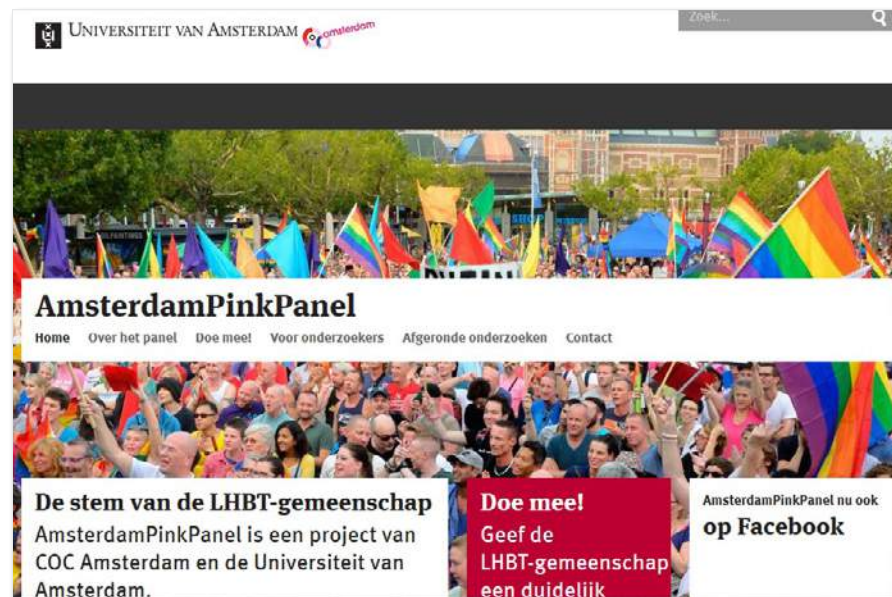 UNIVERSITEIT VAN AMSTERDAM amsterdam
Zoek...
SHOP
AmsterdamPinkPanel
Home Over het panel Doe mee! Voor onderzoekers Afgeronde onderzoeken Contact
De stem van de LHBT-gemeenschap
AmsterdamPinkPanel is een project van
COC Amsterdam en de Universiteit van
Amsterdam.
Doe mee!
Geef de
LHBT-gemeenschap
een duidelijk
AmsterdamPinkPanel nu ook
op Facebook